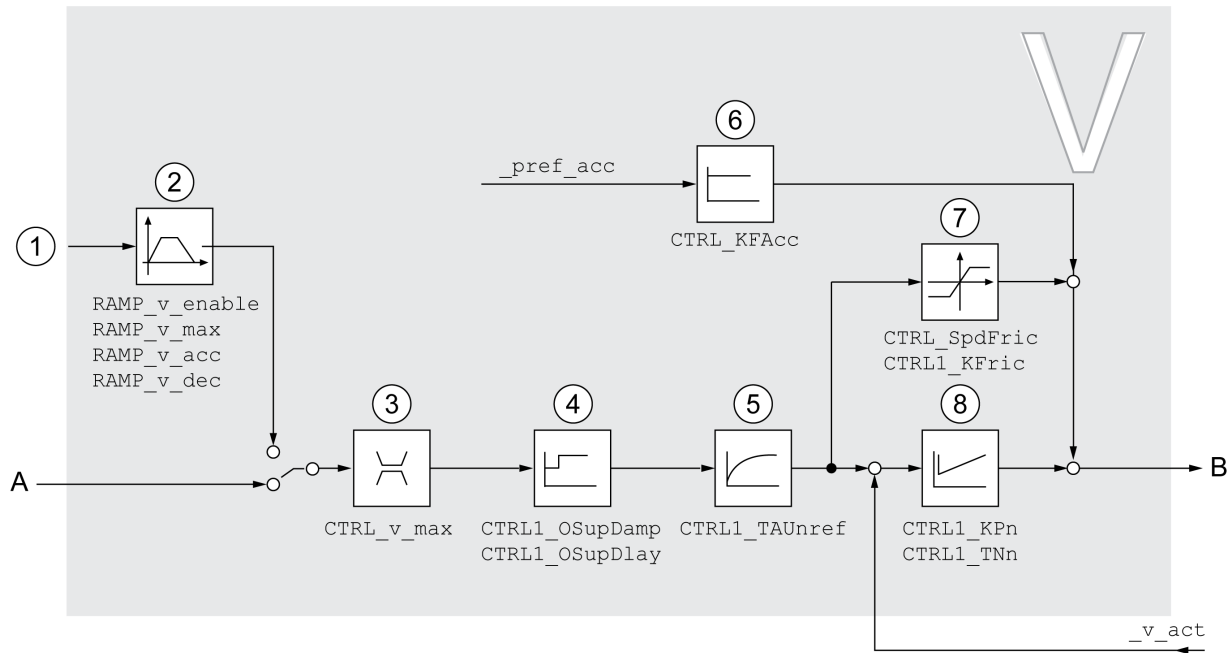 V
6
_pref_acc
CTRL_KFAcc
2
1
RAMP_v_enable
RAMP_v_max
RAMP_v_acc
RAMP_v_dec
7
CTRL_SpdFric
CTRL1_KFric
3
4
5
8
A
B
CTRL_v_max
CTRL1_OSupDamp
CTRL1_OSupDlay
CTRL1_TAUnref
CTRL1_KPn
CTRL1_TNn
_v_act